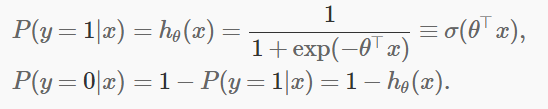 P(y = 1|x) = h_θ(x) = 1 / (1 + exp(−θ^⊤ x)) ≡ σ(θ^⊤ x),
P(y = 0|x) = 1 − P(y = 1|x) = 1 − h_θ(x).